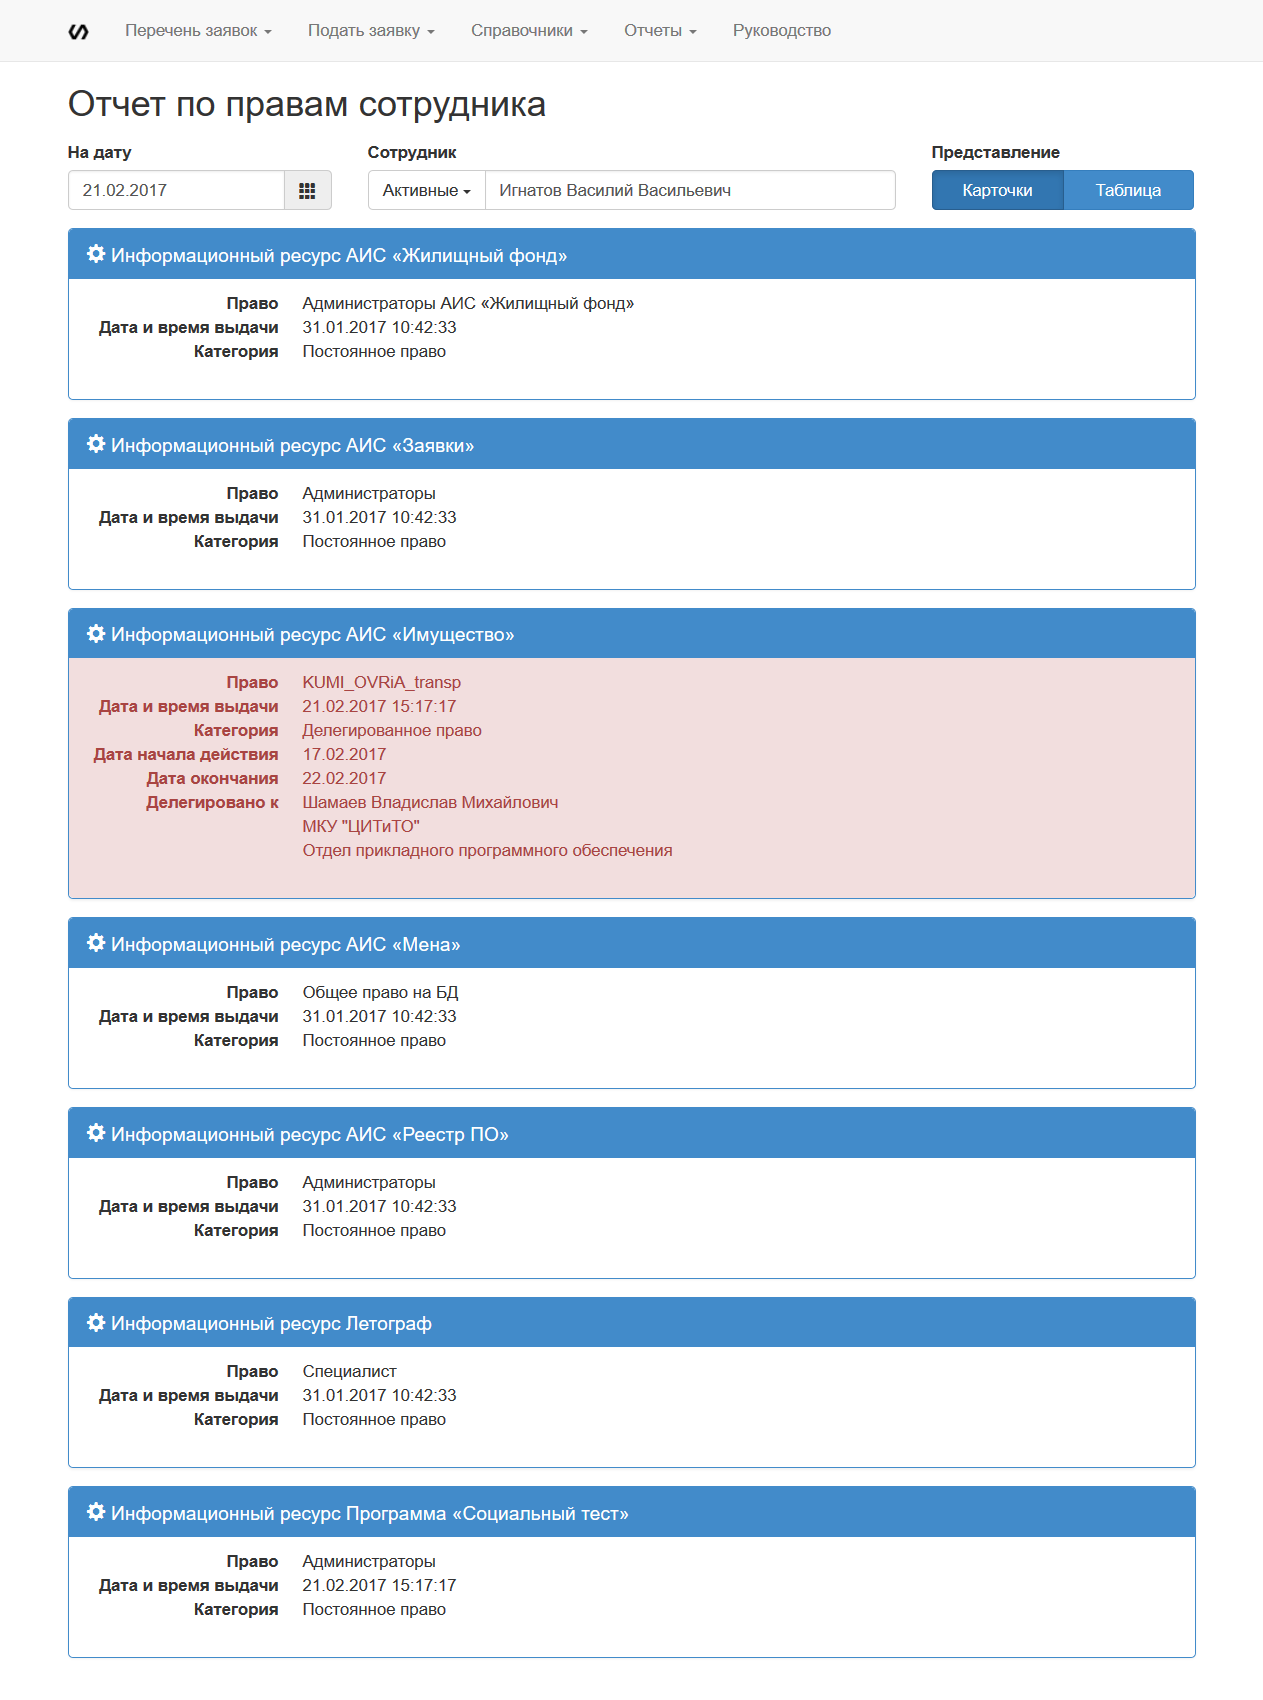 Перечень заявок Подать заявку Справочники Отчеты Руководство
Отчет по правам сотрудника
На дату Сотрудник Представление
21.02.2017 Активные Игнатов Василий Васильевич Карточки Таблица
Информационный ресурс АИС «Жилищный фонд»
Право Администраторы АИС «Жилищный фонд»
Дата и время выдачи 31.01.2017 10:42:33
Категория Постоянное право
Информационный ресурс АИС «Заявки»
Право Администраторы
Дата и время выдачи 31.01.2017 10:42:33
Категория Постоянное право
Информационный ресурс АИС «Имущество»
Право KUMI_OVRiA_transp
Дата и время выдачи 21.02.2017 15:17:17
Категория Делегированное право
Дата начала действия 17.02.2017
Дата окончания 22.02.2017
Делегировано к Шамаев Владислав Михайлович
МКУ "ЦИТиТО"
Отдел прикладного программного обеспечения
Информационный ресурс АИС «Мена»
Право Общее право на БД
Дата и время выдачи 31.01.2017 10:42:33
Категория Постоянное право
Информационный ресурс АИС «Реестр ПО»
Право Администраторы
Дата и время выдачи 31.01.2017 10:42:33
Категория Постоянное право
Информационный ресурс Летограф
Право Специалист
Дата и время выдачи 31.01.2017 10:42:33
Категория Постоянное право
Информационный ресурс Программа «Социальный тест»
Право Администраторы
Дата и время выдачи 21.02.2017 15:17:17
Категория Постоянное право